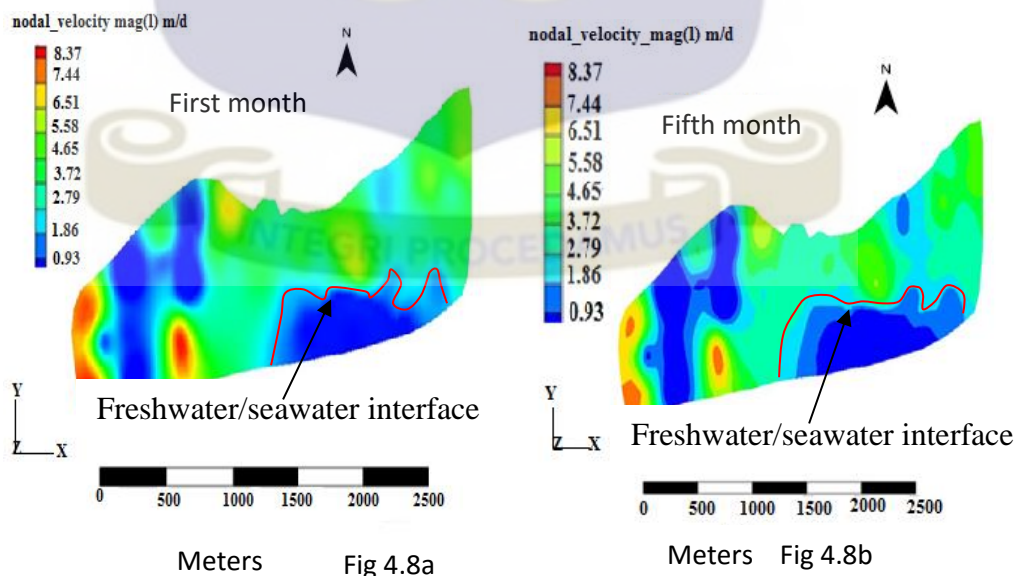 nodal_velocity mag(l) m/d
8.37
7.44
6.51
5.58
4.65
3.72
2.79
1.86
0.93
N
First month
INTEGRI PROCEDAMUS
Y
Z X
Freshwater/seawater interface
0 500 1000 1500 2000 2500
Meters Fig 4.8a
nodal_velocity_mag(l) m/d
8.37
7.44
6.51
5.58
4.65
3.72
2.79
1.86
0.93
N
Fifth month
Y
Z X
Freshwater/seawater interface
0 500 1000 1500 2000 2500
Meters Fig 4.8b